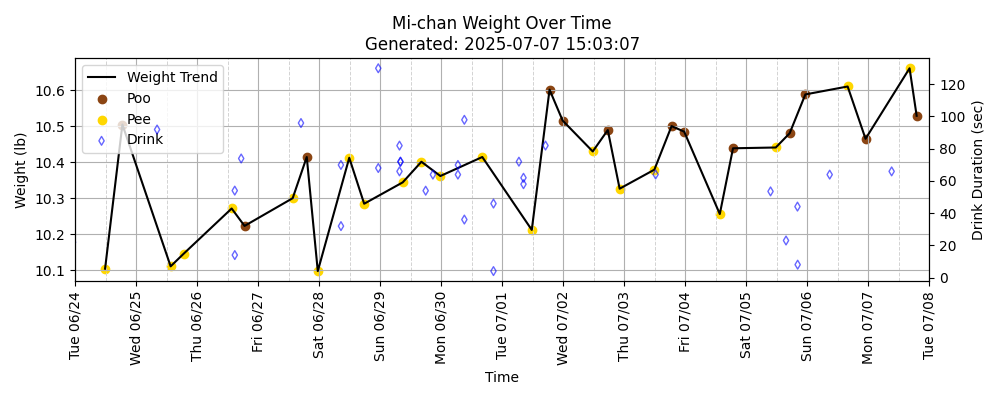 Mi-chan Weight Over Time
Generated: 2025-07-07 15:03:07
Weight Trend
Poo
Pee
Drink
Weight (lb)
10.6
10.5
10.4
10.3
10.2
10.1
Drink Duration (sec)
120
100
80
60
40
20
0
Tue 06/24
Wed 06/25
Thu 06/26
Fri 06/27
Sat 06/28
Sun 06/29
Mon 06/30
Tue 07/01
Wed 07/02
Thu 07/03
Fri 07/04
Sat 07/05
Sun 07/06
Mon 07/07
Tue 07/08
Time